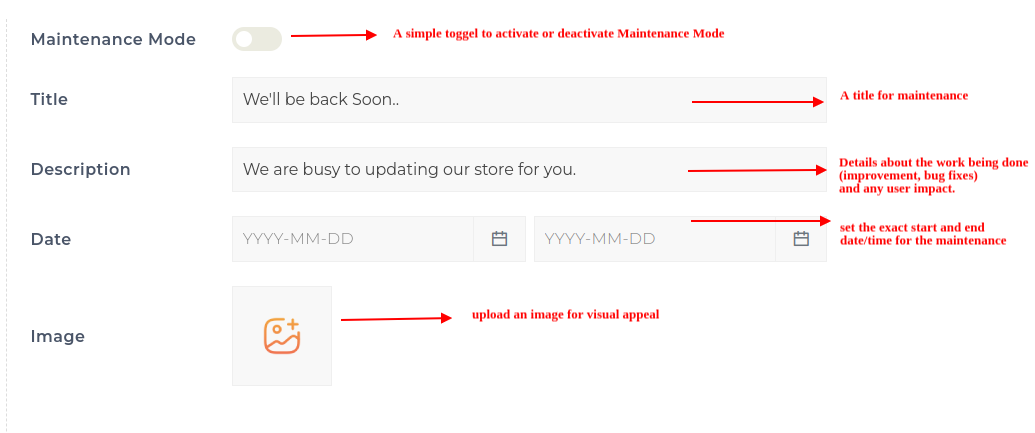 Maintenance Mode
A simple toggel to activate or deactivate Maintenance Mode
Title
We'll be back Soon..
A title for maintenance
Description
We are busy to updating our store for you.
Details about the work being done
(improvement, bug fixes)
and any user impact.
Date
YYYY-MM-DD
YYYY-MM-DD
set the exact start and end
date/time for the maintenance
Image
upload an image for visual appeal